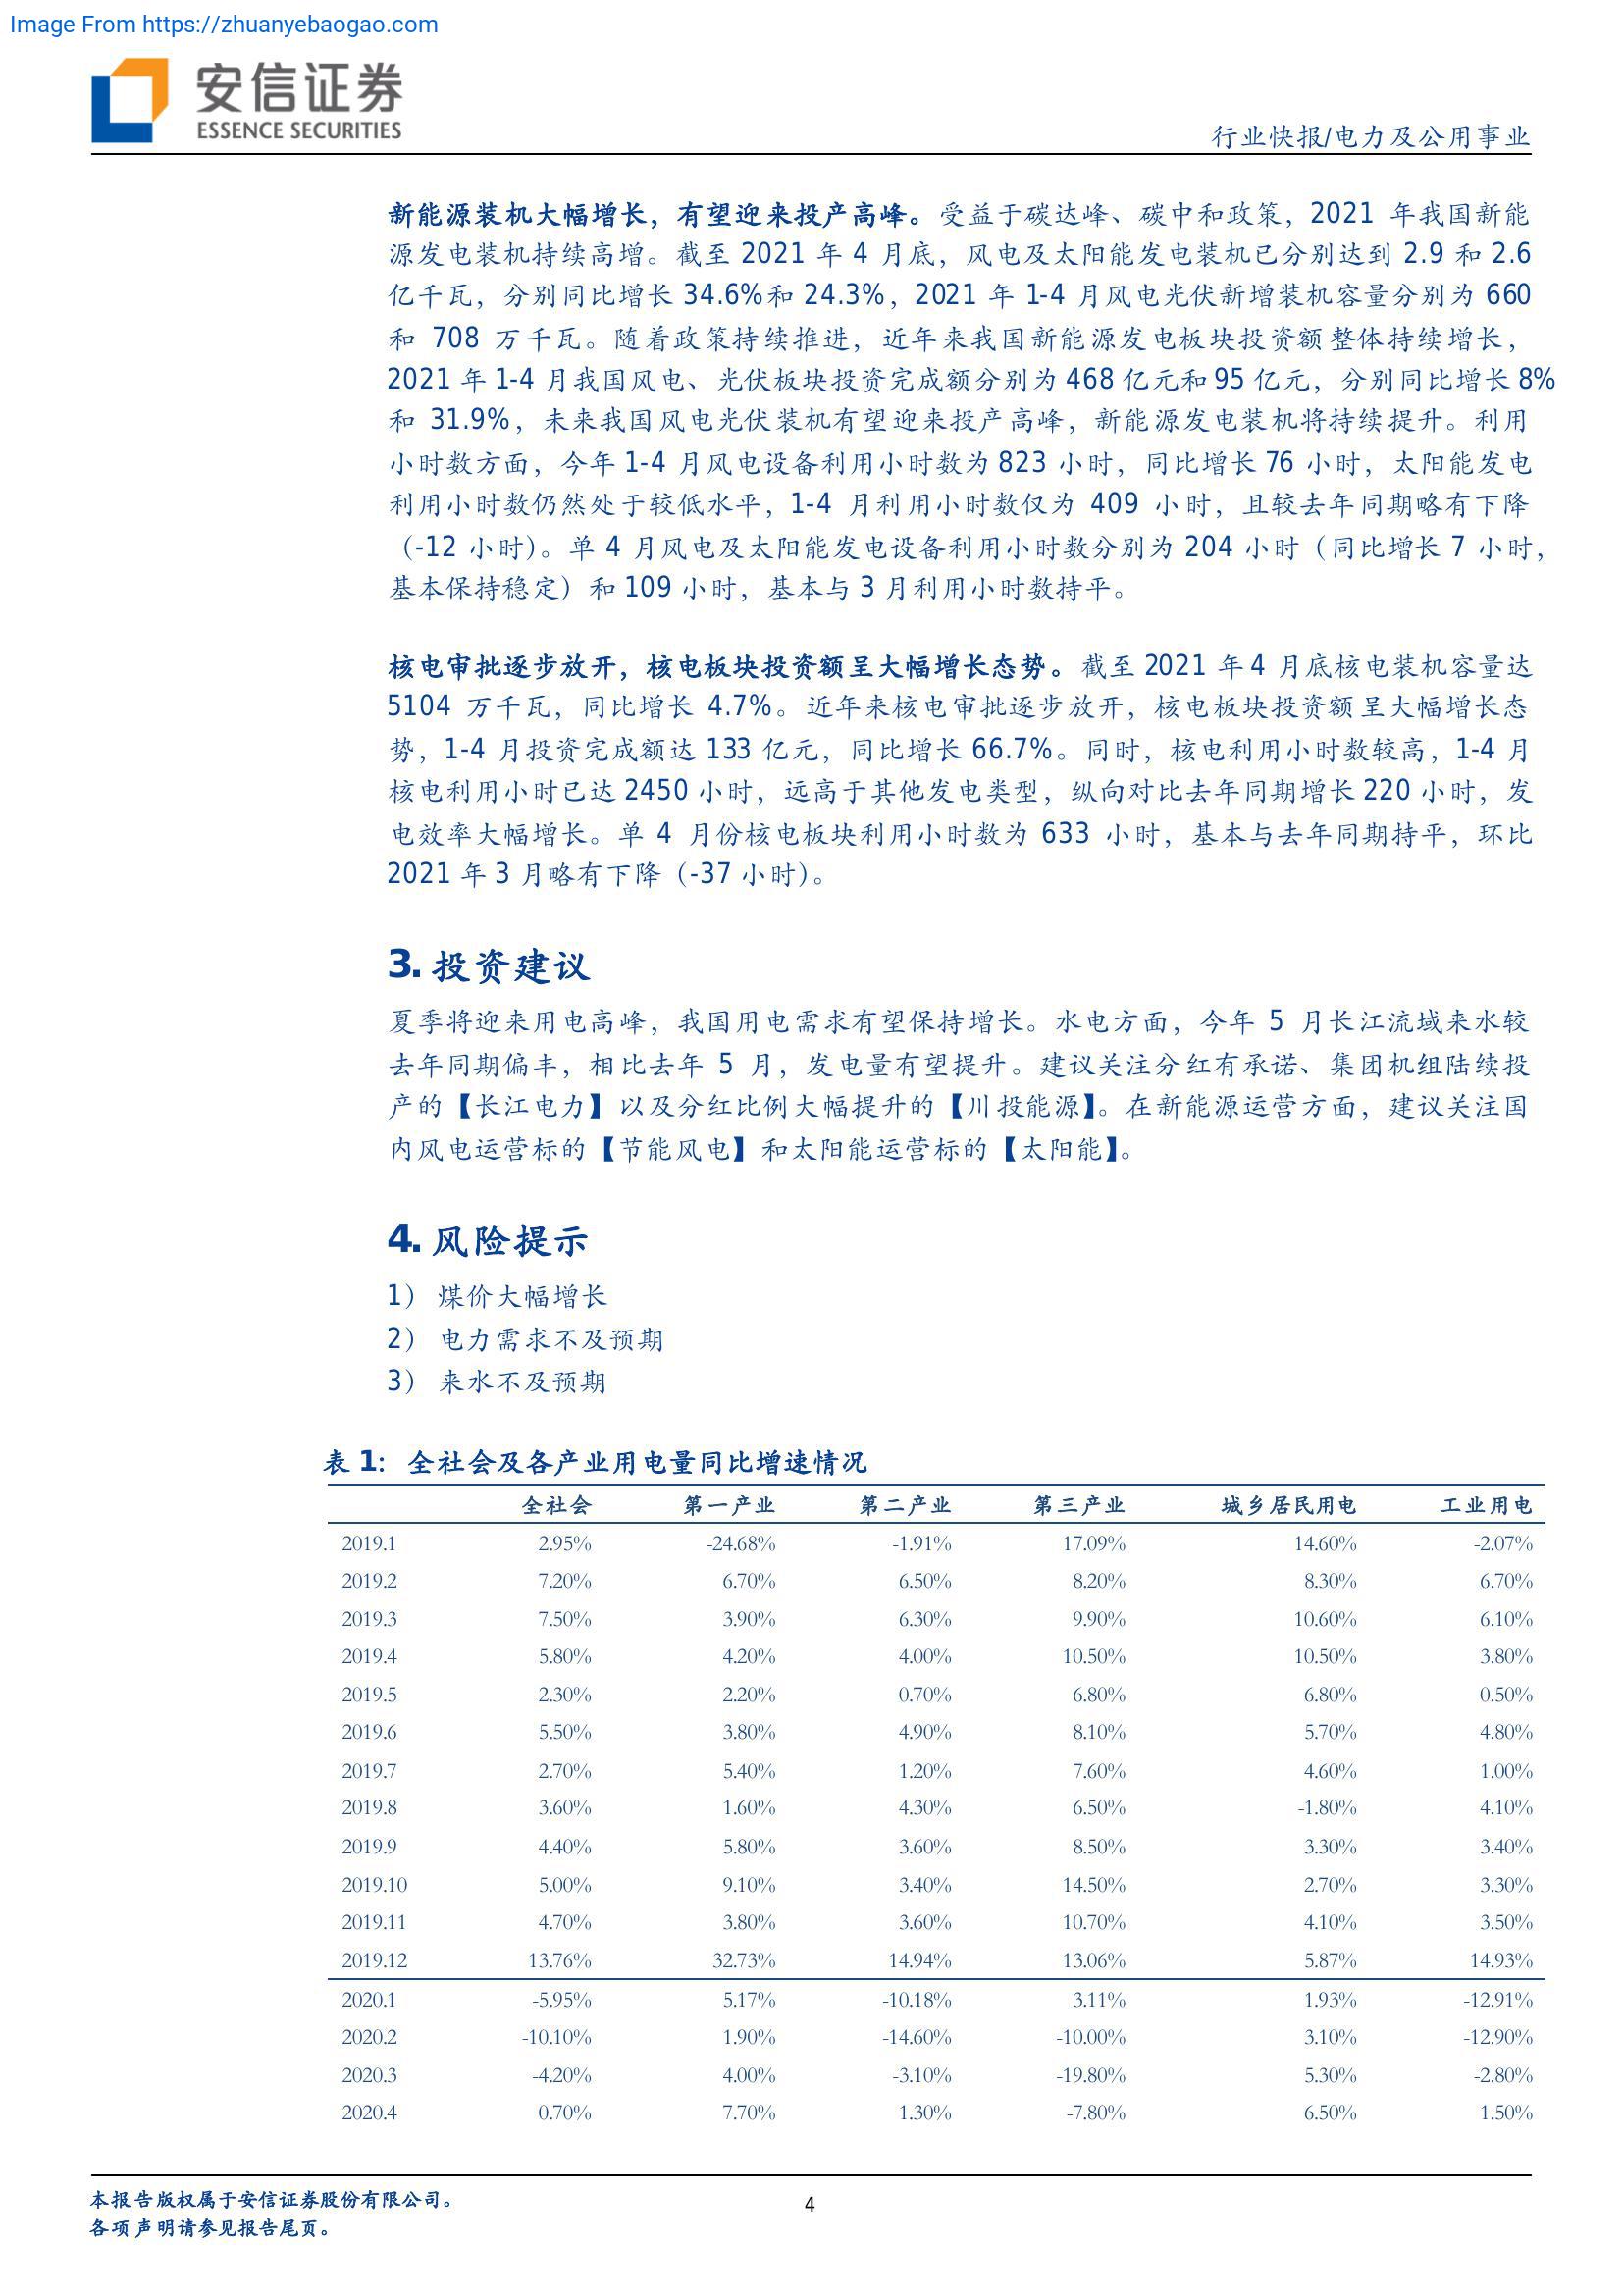 Image From https://zhuanyebaogao.com
安信证券
ESSENCE SECURITIES
行业快报/电力及公用事业
新能源装机大幅增长，有望迎来投产高峰。受益于碳达峰、碳中和政策，2021 年我国新能
源发电装机持续高增。截至 2021 年 4 月底，风电及太阳能发电装机已分别达到 2.9 和 2.6
亿千瓦，分别同比增长 34.6%和 24.3%，2021 年 1-4 月风电光伏新增装机容量分别为 660
和 708 万千瓦。随着政策持续推进，近年来我国新能源发电板块投资额整体持续增长，
2021 年 1-4 月我国风电、光伏板块投资完成额分别为 468 亿元和 95 亿元，分别同比增长 8%
和 31.9%，未来我国风电光伏装机有望迎来投产高峰，新能源发电装机将持续提升。利用
小时数方面，今年 1-4 月风电设备利用小时数为 823 小时，同比增长 76 小时，太阳能发电
利用小时数仍然处于较低水平，1-4 月利用小时数仅为 409 小时，且较去年同期略有下降
（-12 小时）。单 4 月风电及太阳能发电设备利用小时数分别为 204 小时（同比增长 7 小时，
基本保持稳定）和 109 小时，基本与 3 月利用小时数持平。
核电审批逐步放开，核电板块投资额呈大幅增长态势。截至 2021 年 4 月底核电装机容量达
5104 万千瓦，同比增长 4.7%。近年来核电审批逐步放开，核电板块投资额呈大幅增长态
势，1-4 月投资完成额达 133 亿元，同比增长 66.7%。同时，核电利用小时数较高，1-4 月
核电利用小时已达 2450 小时，远高于其他发电类型，纵向对比去年同期增长 220 小时，发
电效率大幅增长。单 4 月份核电板块利用小时数为 633 小时，基本与去年同期持平，环比
2021 年 3 月略有下降（-37 小时）。
3. 投资建议
夏季将迎来用电高峰，我国用电需求有望保持增长。水电方面，今年 5 月长江流域来水较
去年同期偏丰，相比去年 5 月，发电量有望提升。建议关注分红有承诺、集团机组陆续投
产的【长江电力】以及分红比例大幅提升的【川投能源】。在新能源运营方面，建议关注国
内风电运营标的【节能风电】和太阳能运营标的【太阳能】。
4. 风险提示
1） 煤价大幅增长
2） 电力需求不及预期
3） 来水不及预期
表 1： 全社会及各产业用电量同比增速情况
全社会 第一产业 第二产业 第三产业 城乡居民用电 工业用电
2019.1 2.95% -24.68% -1.91% 17.09% 14.60% -2.07%
2019.2 7.20% 6.70% 6.50% 8.20% 8.30% 6.70%
2019.3 7.50% 3.90% 6.30% 9.90% 10.60% 6.10%
2019.4 5.80% 4.20% 4.00% 10.50% 10.50% 3.80%
2019.5 2.30% 2.20% 0.70% 6.80% 6.80% 0.50%
2019.6 5.50% 3.80% 4.90% 8.10% 5.70% 4.80%
2019.7 2.70% 5.40% 1.20% 7.60% 4.60% 1.00%
2019.8 3.60% 1.60% 4.30% 6.50% -1.80% 4.10%
2019.9 4.40% 5.80% 3.60% 8.50% 3.30% 3.40%
2019.10 5.00% 9.10% 3.40% 14.50% 2.70% 3.30%
2019.11 4.70% 3.80% 3.60% 10.70% 4.10% 3.50%
2019.12 13.76% 32.73% 14.94% 13.06% 5.87% 14.93%
2020.1 -5.95% 5.17% -10.18% 3.11% 1.93% -12.91%
2020.2 -10.10% 1.90% -14.60% -10.00% 3.10% -12.90%
2020.3 -4.20% 4.00% -3.10% -19.80% 5.30% -2.80%
2020.4 0.70% 7.70% 1.30% -7.80% 6.50% 1.50%
本报告版权属于安信证券股份有限公司。
各项声明请参见报告尾页。
4